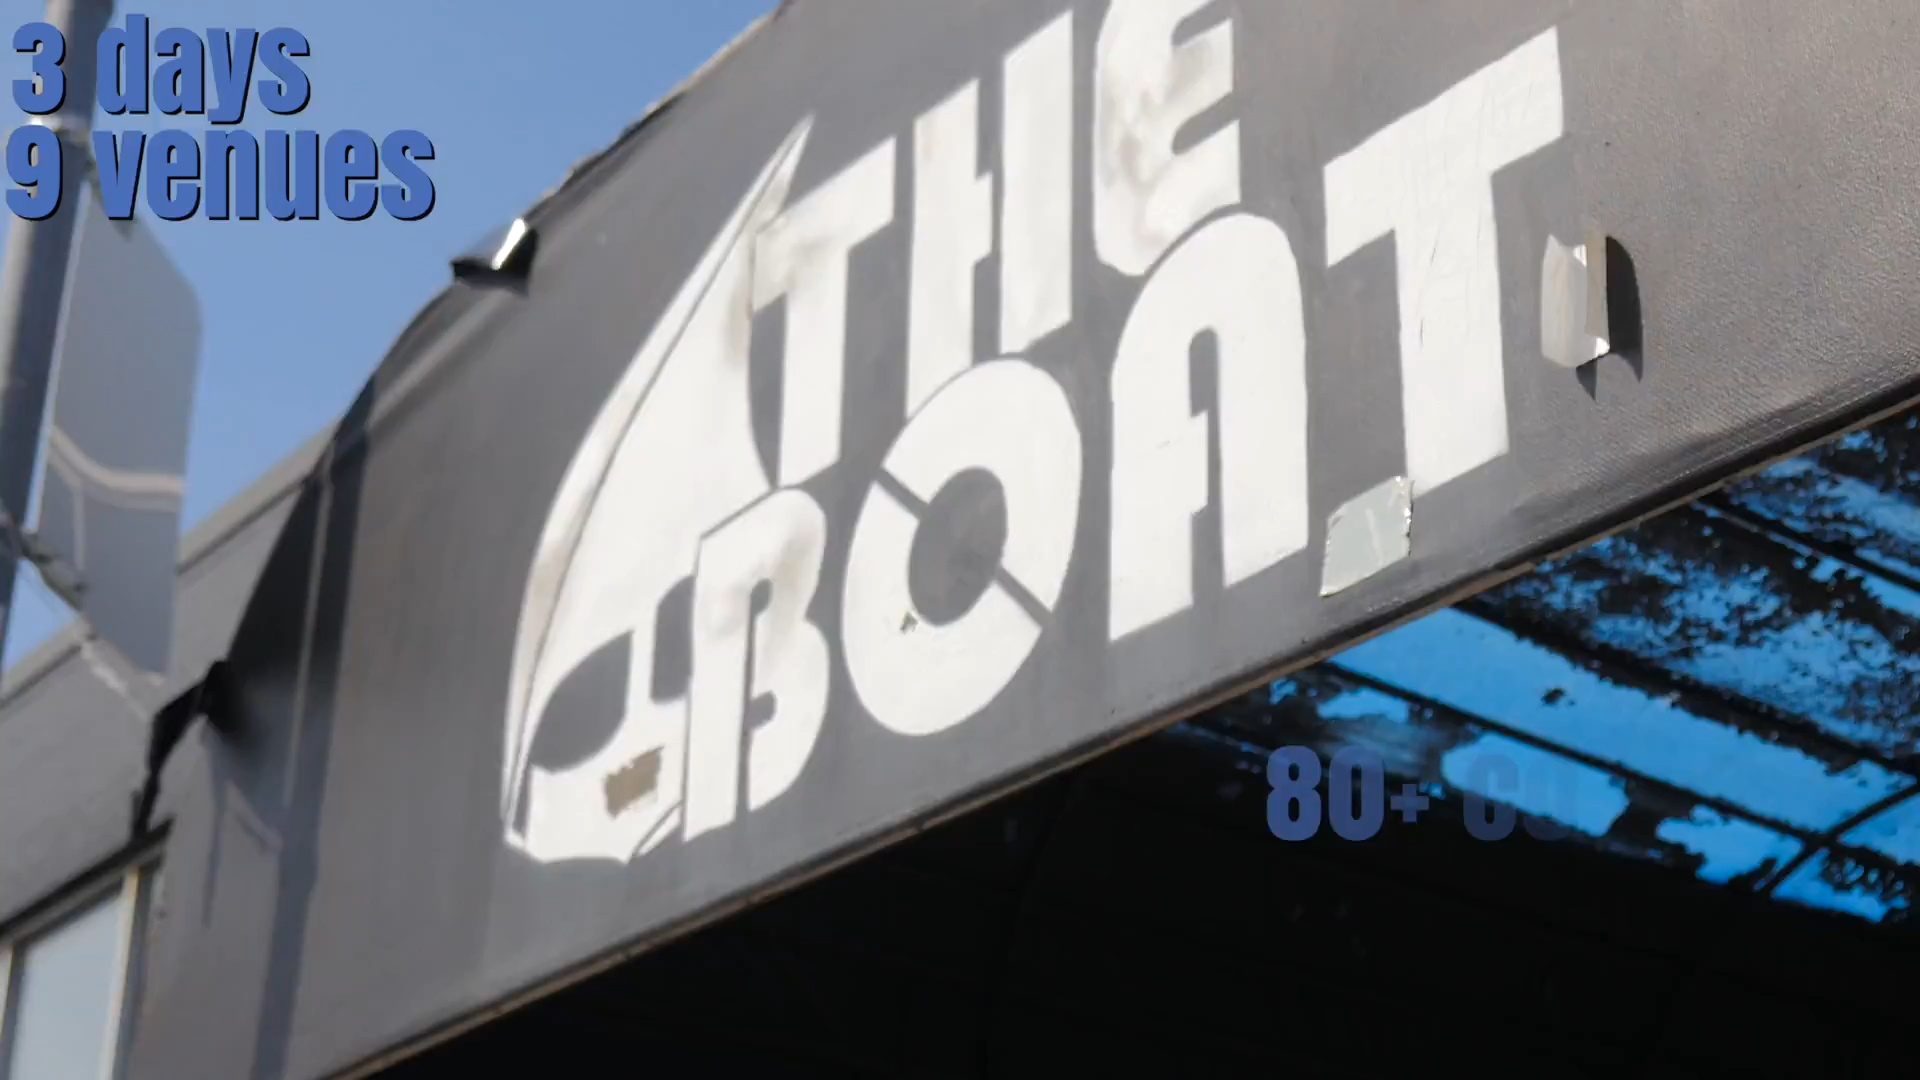 3 days
9 venues
THE
BOAT
80+